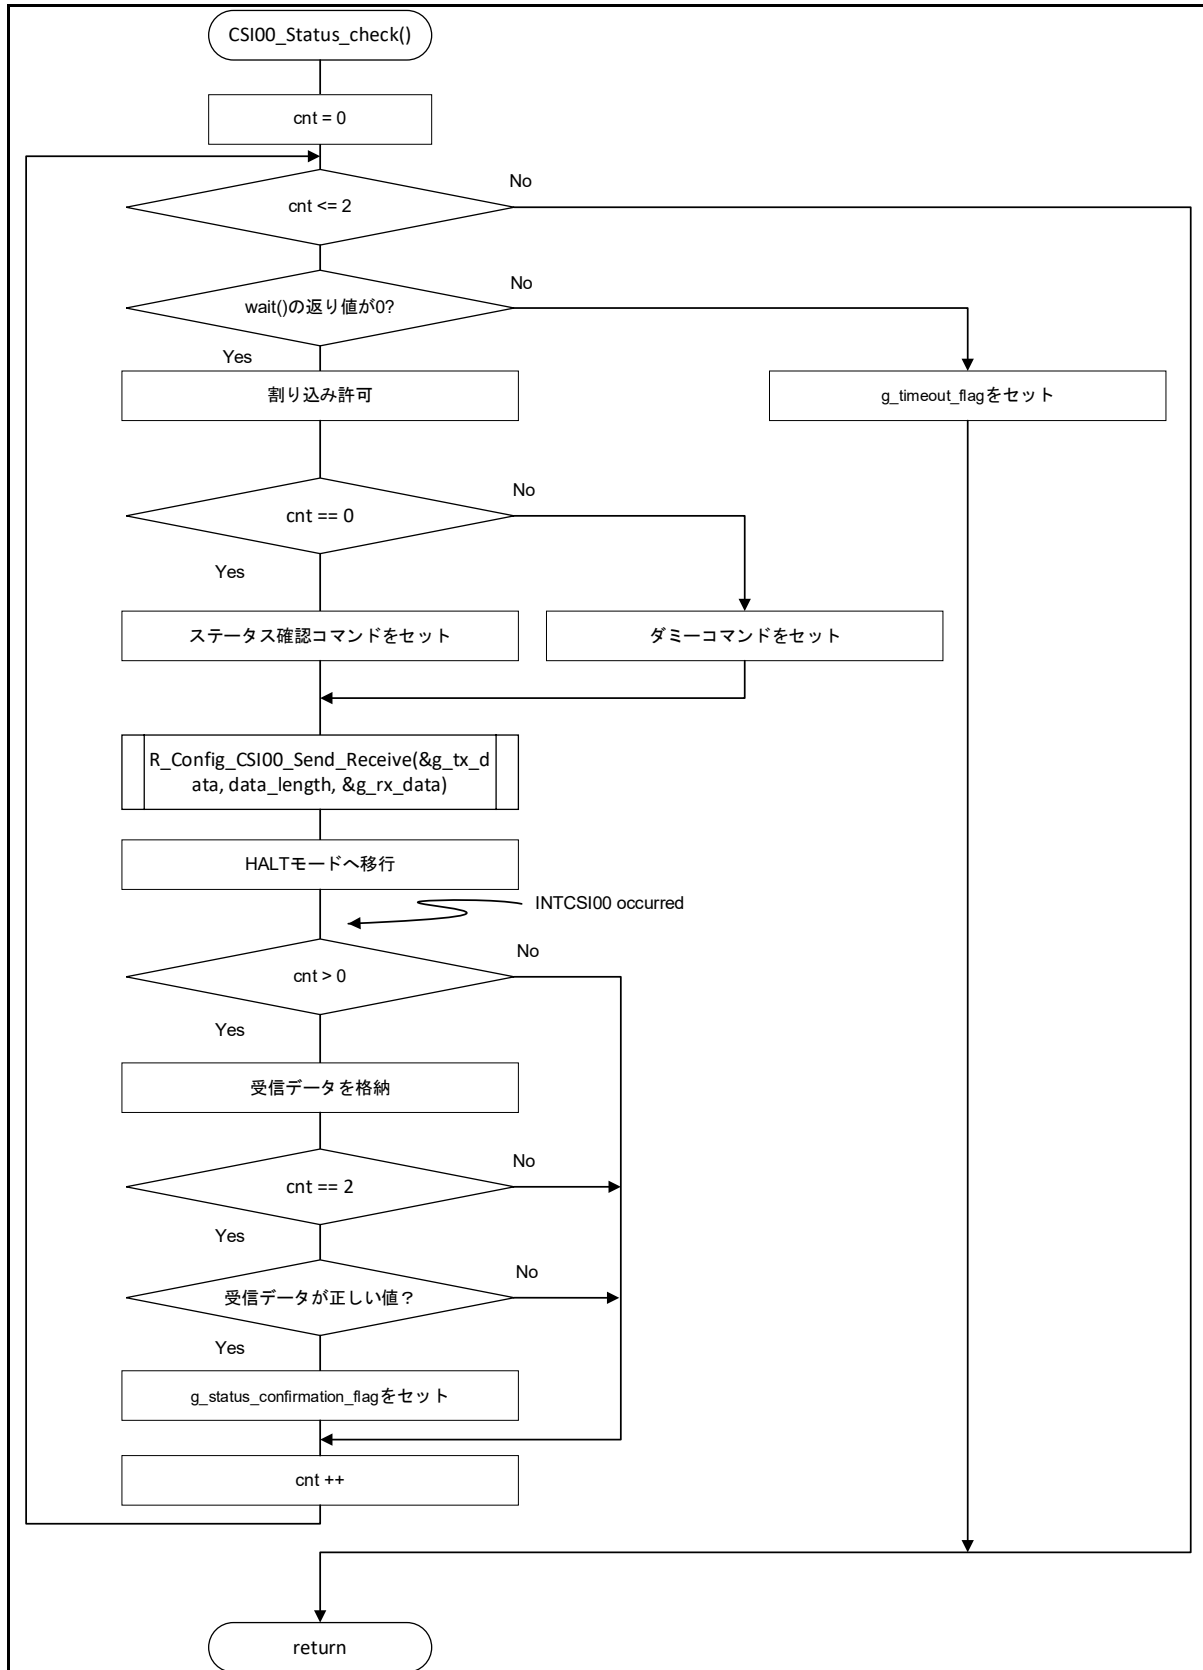 CSI00_Status_check()
cnt = 0
No
cnt <= 2
No
wait()の返り値が0?
Yes
割り込み許可
g_timeout_flagをセット
No
cnt == 0
Yes
ステータス確認コマンドをセット
ダミーコマンドをセット
R_Config_CSI00_Send_Receive(&g_tx_d
ata, data_length, &g_rx_data)
HALTモードへ移行
INTCSI00 occurred
No
cnt > 0
Yes
受信データを格納
No
cnt == 2
Yes
No
受信データが正しい値？
Yes
g_status_confirmation_flagをセット
cnt ++
return